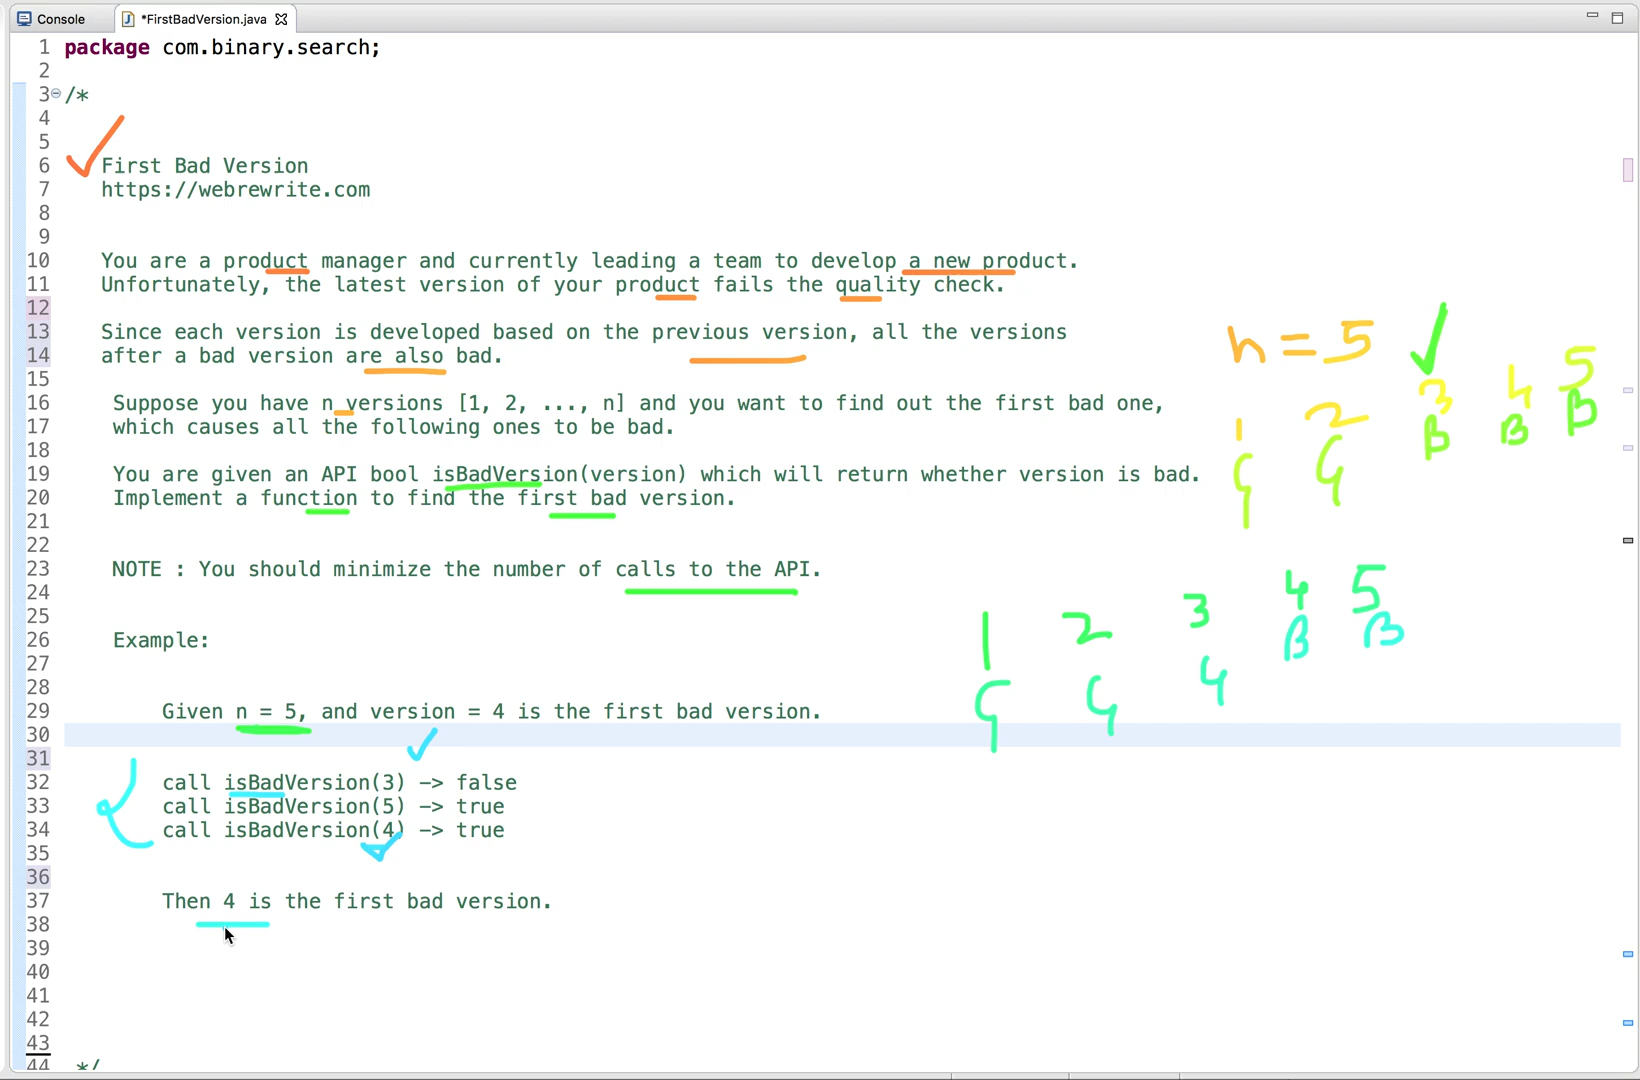 Console
*FirstBadVersion.java
1 package com.binary.search;
2
3 /*
4
5
6 First Bad Version
7 https://webrewrite.com
8
9
10 You are a product manager and currently leading a team to develop a new product.
11 Unfortunately, the latest version of your product fails the quality check.
12
13 Since each version is developed based on the previous version, all the versions
14 after a bad version are also bad.
15
16 Suppose you have n versions [1, 2, ..., n] and you want to find out the first bad one,
17 which causes all the following ones to be bad.
18
19 You are given an API bool isBadVersion(version) which will return whether version is bad.
20 Implement a function to find the first bad version.
21
22
23 NOTE : You should minimize the number of calls to the API.
24
25
26 Example:
27
28
29 Given n = 5, and version = 4 is the first bad version.
30
31
32 call isBadVersion(3) -> false
33 call isBadVersion(5) -> true
34 call isBadVersion(4) -> true
35
36
37 Then 4 is the first bad version.
38
39
40
41
42
43
44 */
n = 5
1 2 3 4 5
G G B B B
1 2 3 4 5
G G G B B